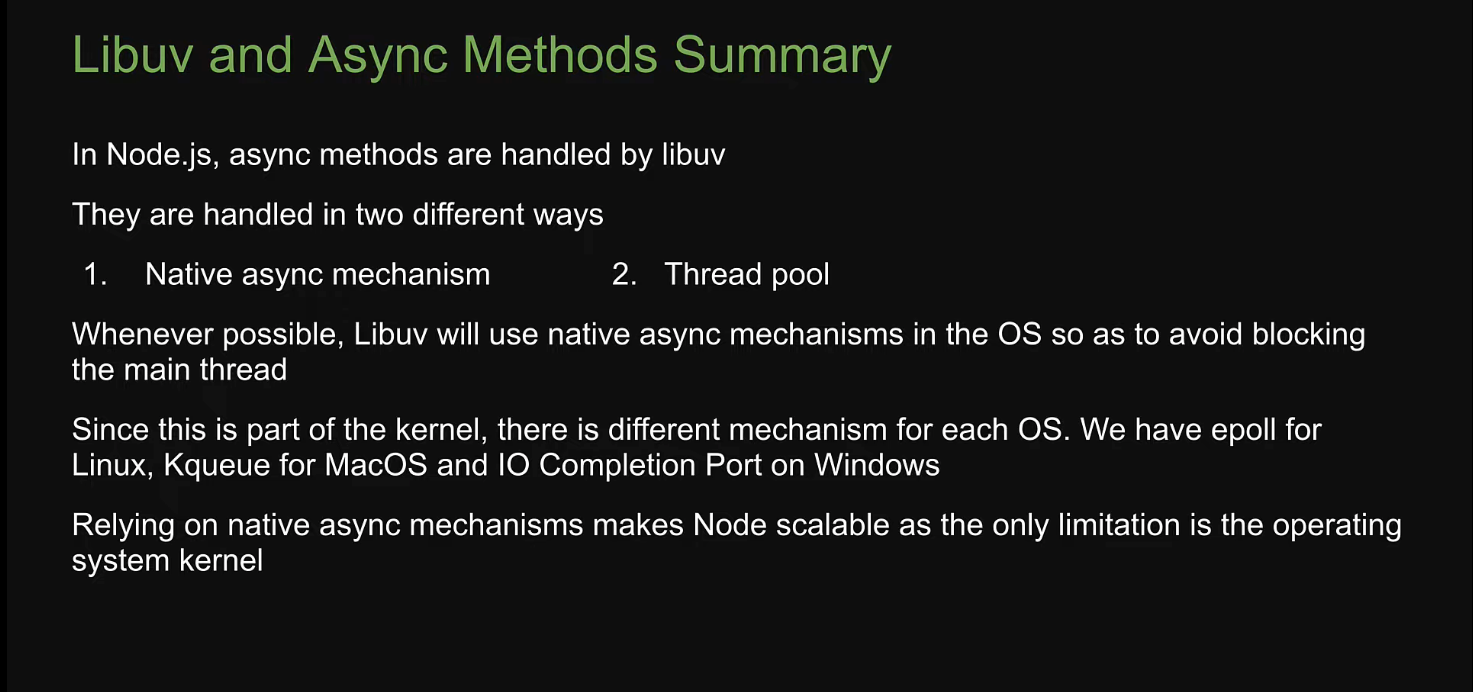 Libuv and Async Methods Summary
In Node.js, async methods are handled by libuv
They are handled in two different ways
1. Native async mechanism 2. Thread pool
Whenever possible, Libuv will use native async mechanisms in the OS so as to avoid blocking
the main thread
Since this is part of the kernel, there is different mechanism for each OS. We have epoll for
Linux, Kqueue for MacOS and IO Completion Port on Windows
Relying on native async mechanisms makes Node scalable as the only limitation is the operating
system kernel